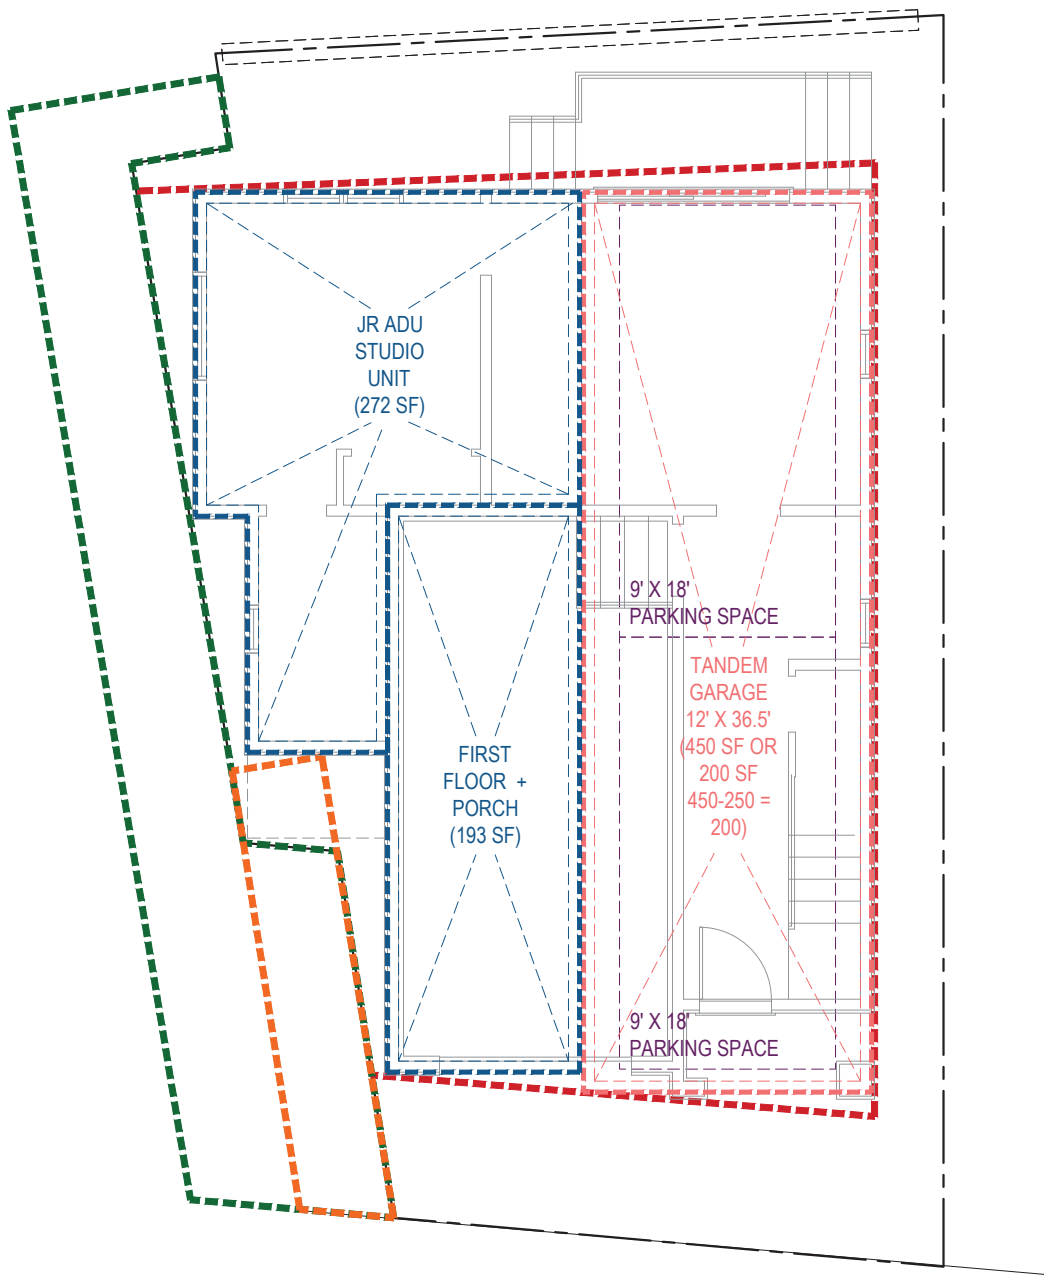 JR ADU
STUDIO
UNIT
(272 SF)
9' X 18'
PARKING SPACE
TANDEM
GARAGE
12' X 36.5'
(450 SF OR
200 SF
450-250 =
200)
FIRST
FLOOR +
PORCH
(193 SF)
9' X 18'
PARKING SPACE